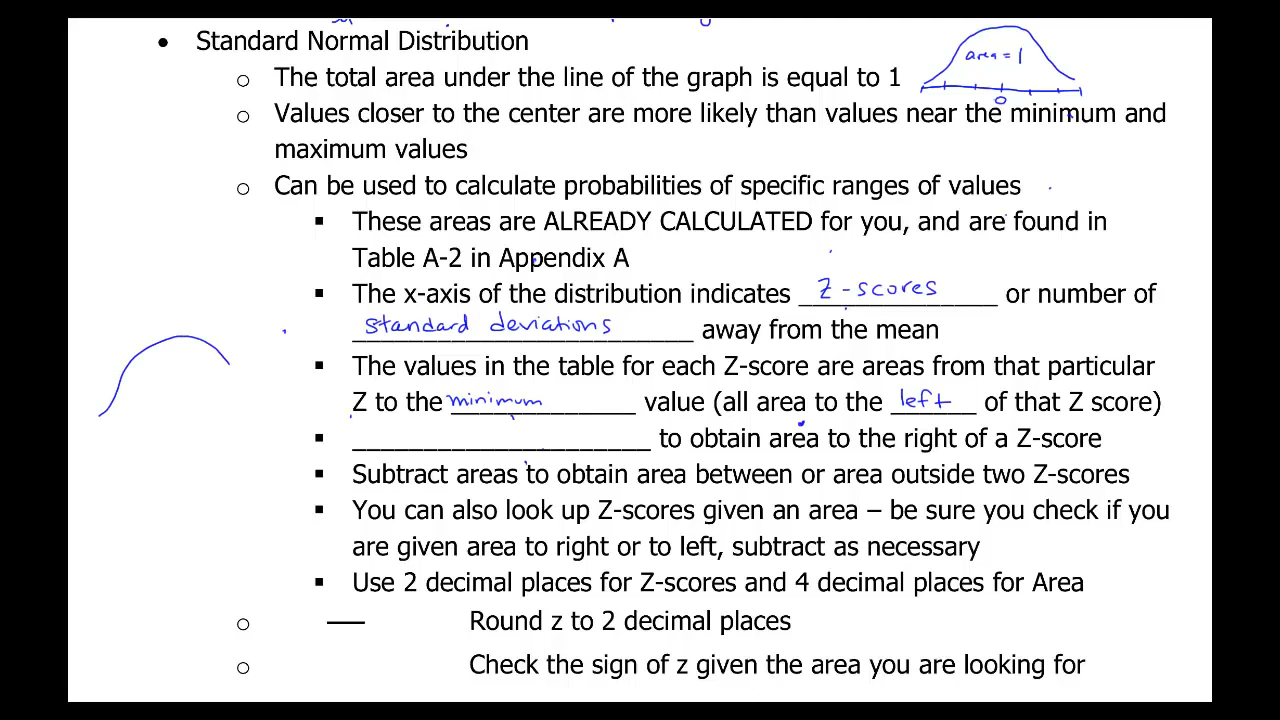 • Standard Normal Distribution
area = 1
o The total area under the line of the graph is equal to 1
0
o Values closer to the center are more likely than values near the minimum and
maximum values
o Can be used to calculate probabilities of specific ranges of values
▪ These areas are ALREADY CALCULATED for you, and are found in
Table A-2 in Appendix A
▪ The x-axis of the distribution indicates Z-scores or number of
standard deviations away from the mean
▪ The values in the table for each Z-score are areas from that particular
Z to the minimum value (all area to the left of that Z score)
▪ ______________________ to obtain area to the right of a Z-score
▪ Subtract areas to obtain area between or area outside two Z-scores
▪ You can also look up Z-scores given an area – be sure you check if you
are given area to right or to left, subtract as necessary
▪ Use 2 decimal places for Z-scores and 4 decimal places for Area
o — Round z to 2 decimal places
o Check the sign of z given the area you are looking for